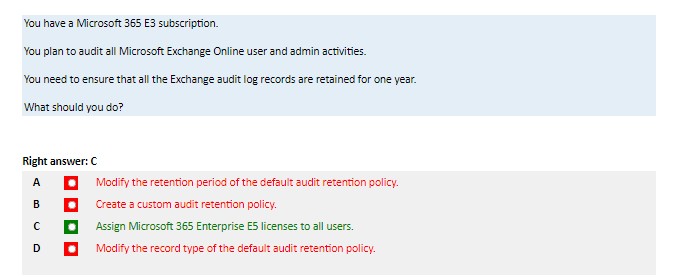 You have a Microsoft 365 E3 subscription.
You plan to audit all Microsoft Exchange Online user and admin activities.
You need to ensure that all the Exchange audit log records are retained for one year.
What should you do?
Right answer: C
A Modify the retention period of the default audit retention policy.
B Create a custom audit retention policy.
C Assign Microsoft 365 Enterprise E5 licenses to all users.
D Modify the record type of the default audit retention policy.